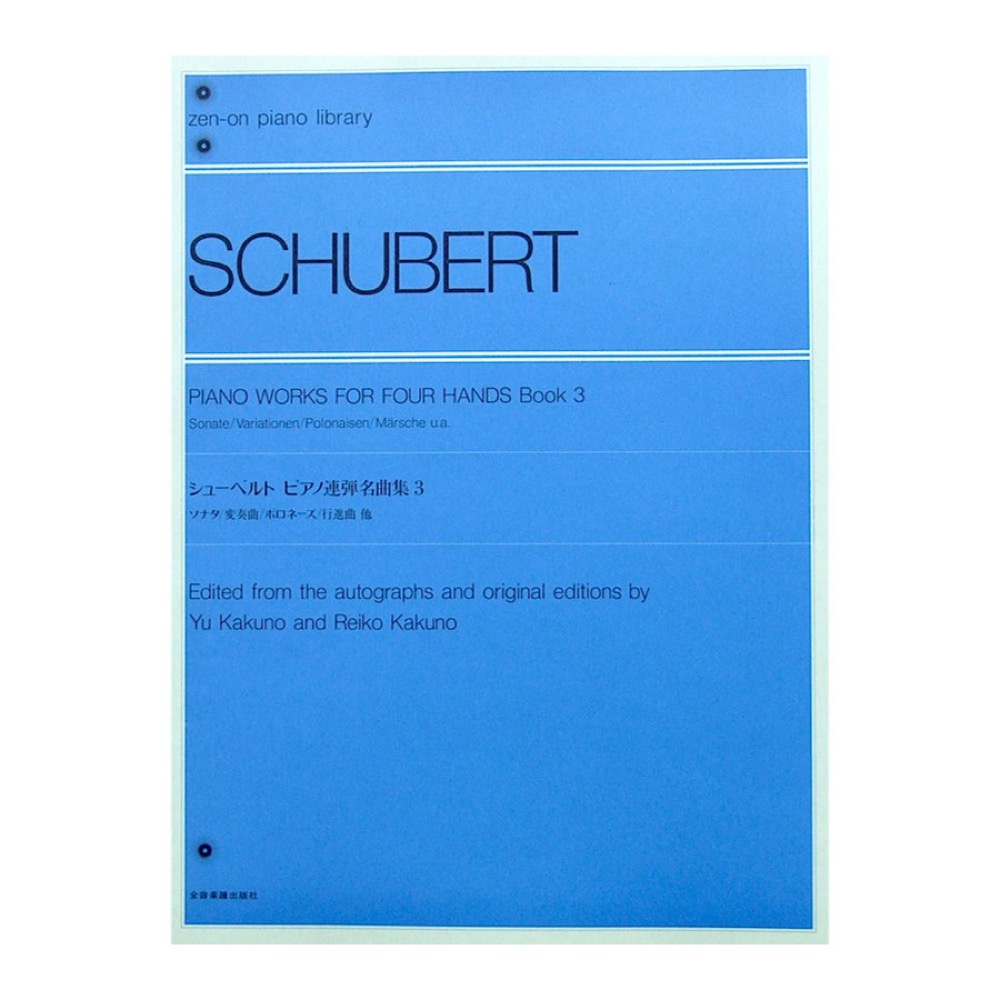 zen-on piano library
SCHUBERT
PIANO WORKS FOR FOUR HANDS Book 3
Sonate/Variationen/Polonaisen/Märsche u.a.
シューベルト ピアノ連弾名曲集 3
ソナタ/変奏曲/ポロネーズ/行進曲 他
Edited from the autographs and original editions by
Yu Kakuno and Reiko Kakuno
全音楽譜出版社